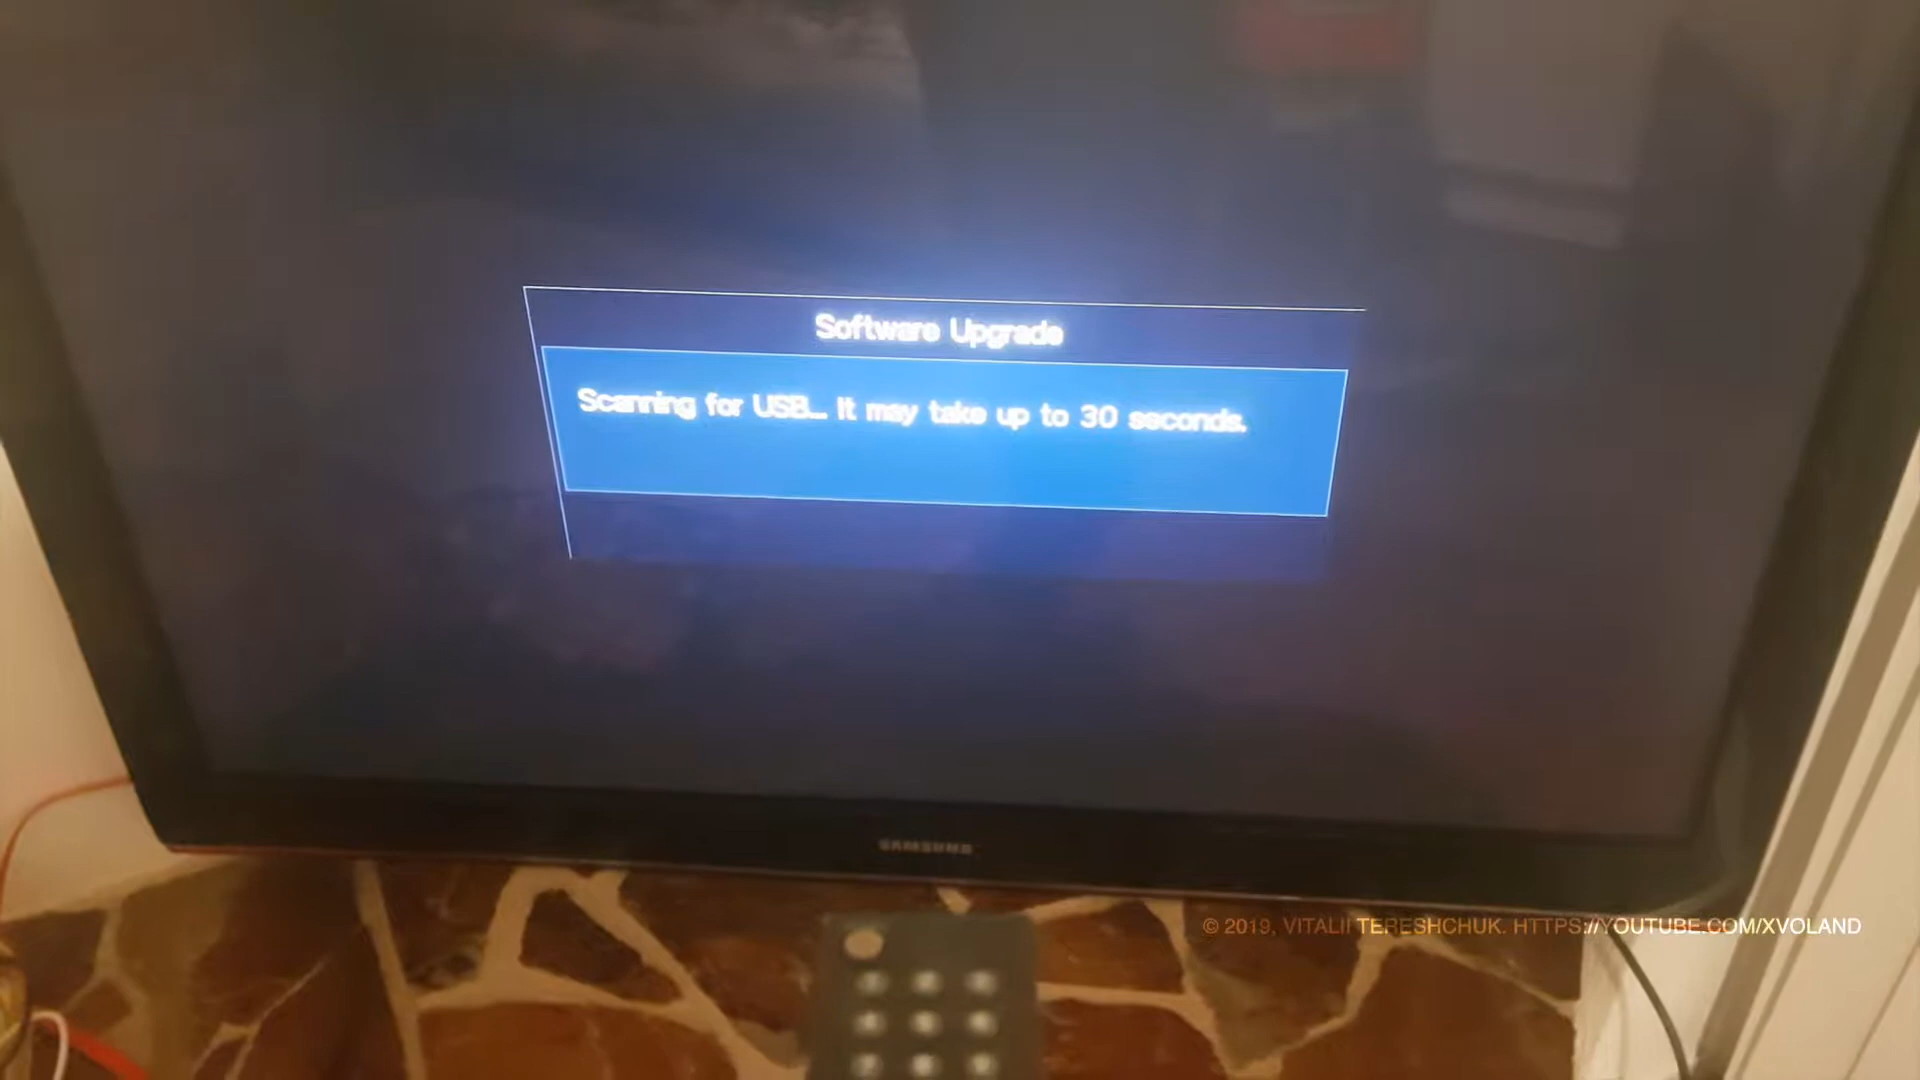 Software Upgrade
Scanning for USB... It may take up to 30 seconds.
SAMSUNG
© 2019, VITALII TERESHCHUK. HTTPS://YOUTUBE.COM/XVOLAND